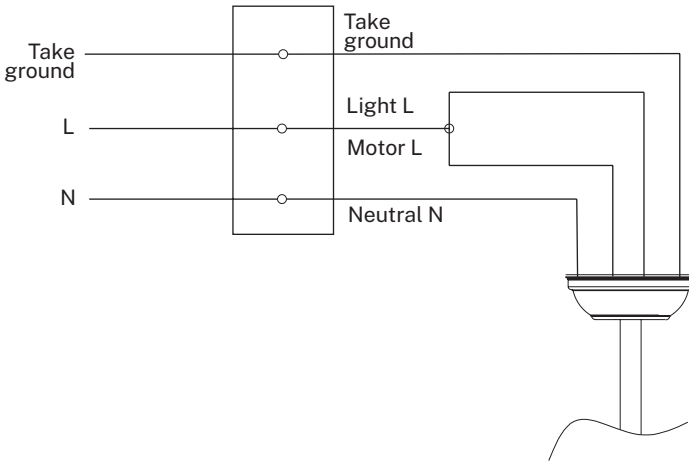 Take
ground
Take
ground
L
Light L
Motor L
N
Neutral N